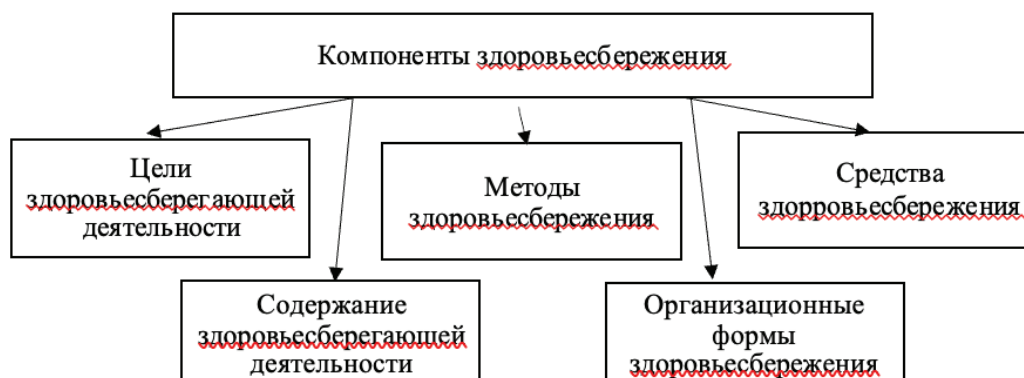 Компоненты здоровьесбережения
Цели
здоровьесберегающей
деятельности
Методы
здоровьесбережения
Средства
здорровьесбережения
Содержание
здоровьесберегающей
деятельности
Организационные
формы
здоровьесбережения